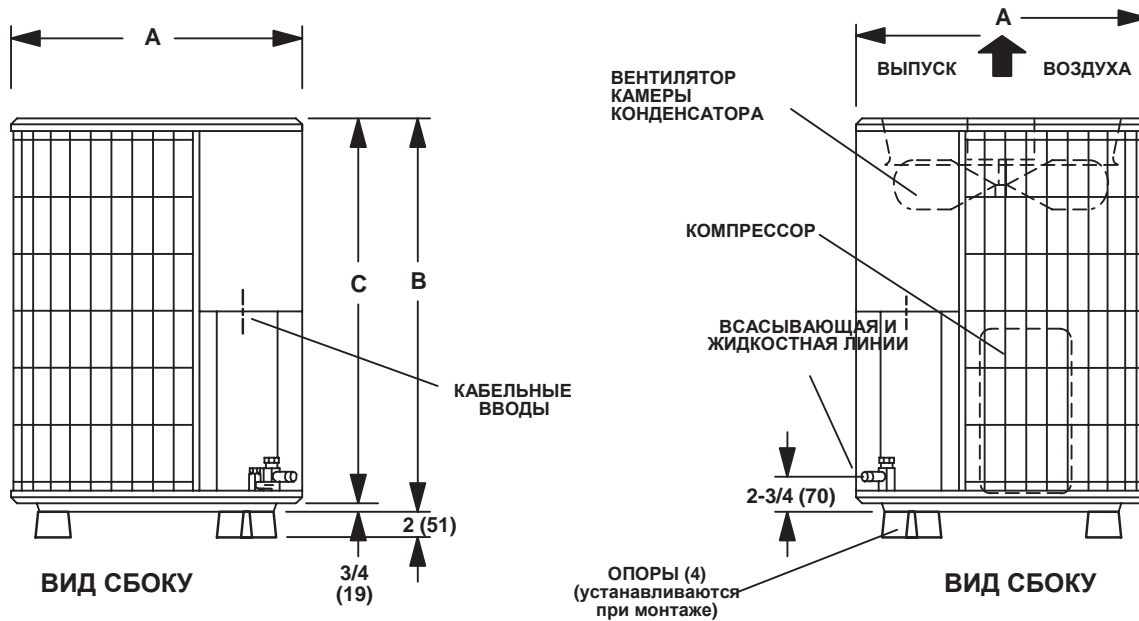 A
C
B
КАБЕЛЬНЫЕ
ВВОДЫ
2 (51)
3/4
(19)
ВИД СБОКУ
A
ВЫПУСК ВОЗДУХА
ВЕНТИЛЯТОР
КАМЕРЫ
КОНДЕНСАТОРА
КОМПРЕССОР
ВСАСЫВАЮЩАЯ И
ЖИДКОСТНАЯ ЛИНИИ
2-3/4 (70)
ОПОРЫ (4)
(устанавливаются
при монтаже)
ВИД СБОКУ